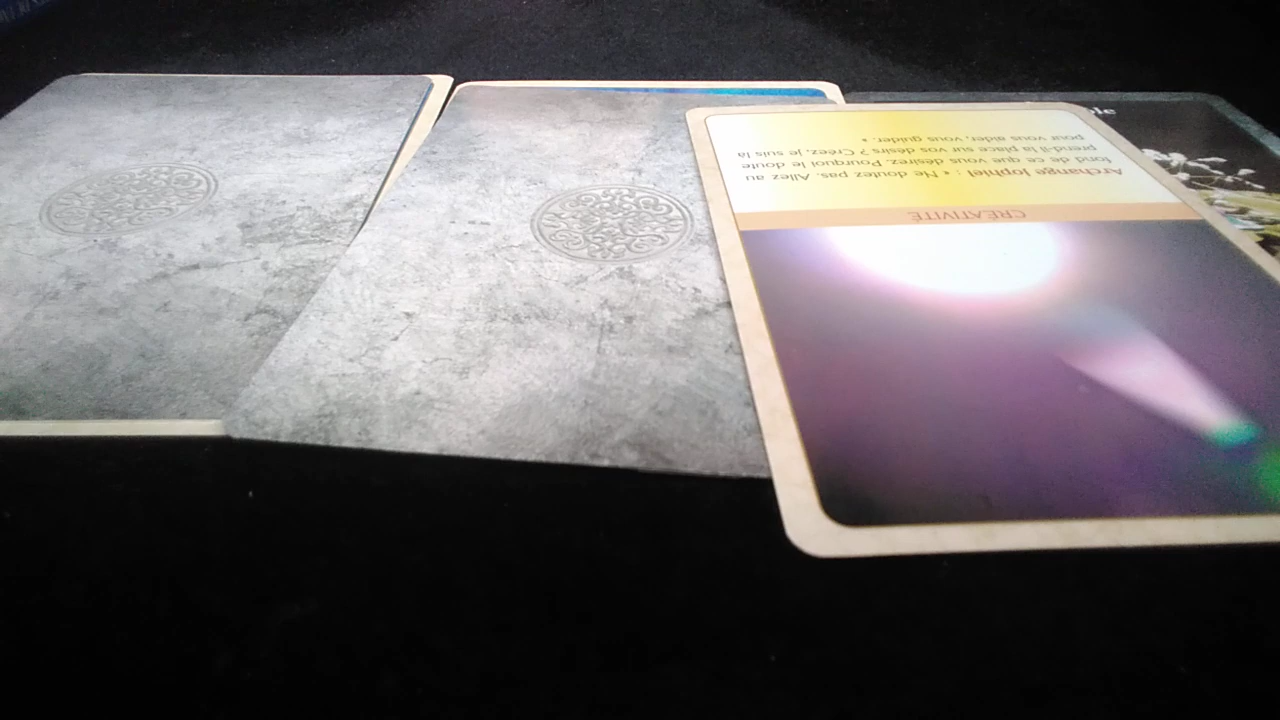 CRÉATIVITÉ
Archange Jophiel : « Ne doutez pas. Allez au
fond de ce que vous désirez. Pourquoi le doute
prend-il la place sur vos désirs ? Créez, je suis là
pour vous aider, vous guider. »